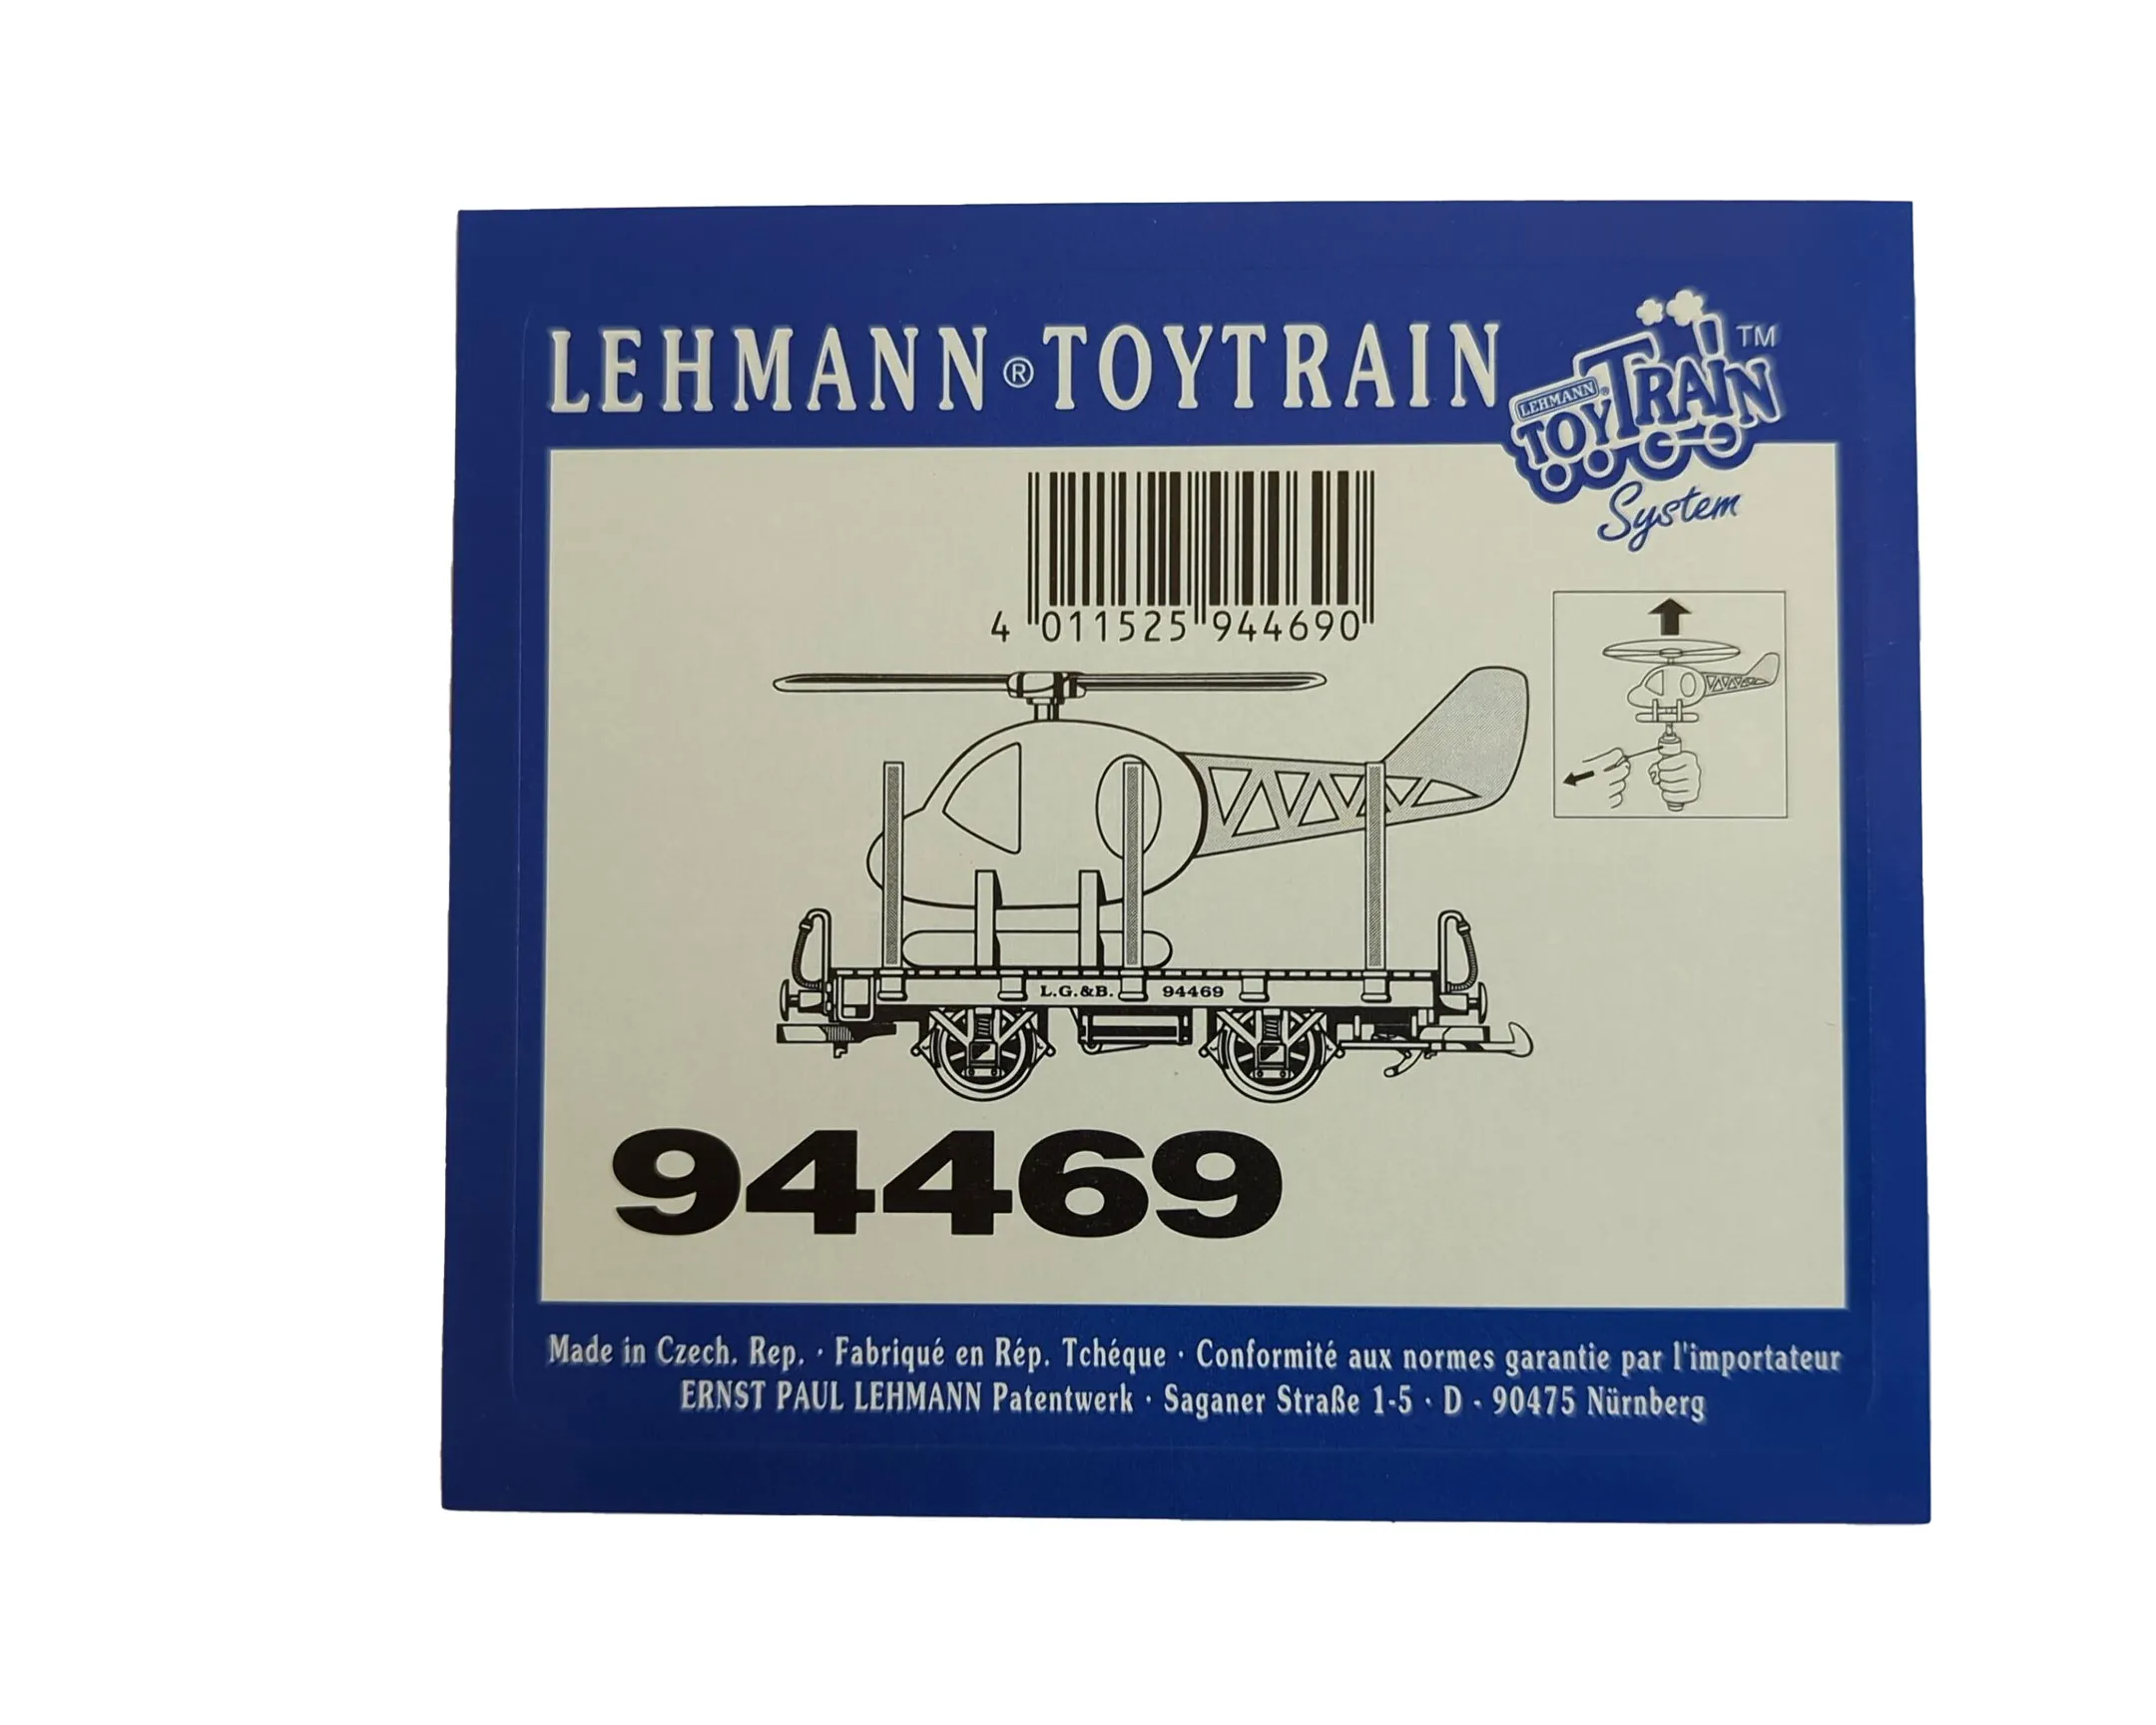 LEHMANN®TOYTRAIN
TM
LEHMANN®
TOYTRAIN
System
4 011525 944690
L.G.&B. 94469
94469
Made in Czech. Rep. · Fabriqué en Rép. Tchéque · Conformité aux normes garantie par l'importateur
ERNST PAUL LEHMANN Patentwerk · Saganer Straße 1-5 · D - 90475 Nürnberg